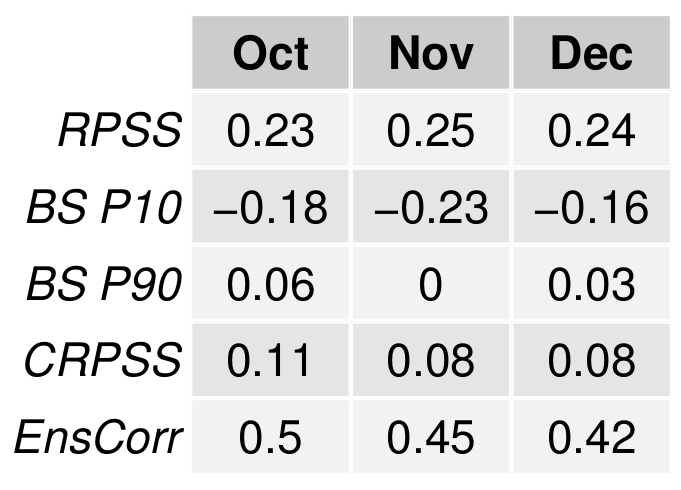 Oct Nov Dec
RPSS 0.23 0.25 0.24
BS P10 −0.18 −0.23 −0.16
BS P90 0.06 0 0.03
CRPSS 0.11 0.08 0.08
EnsCorr 0.5 0.45 0.42